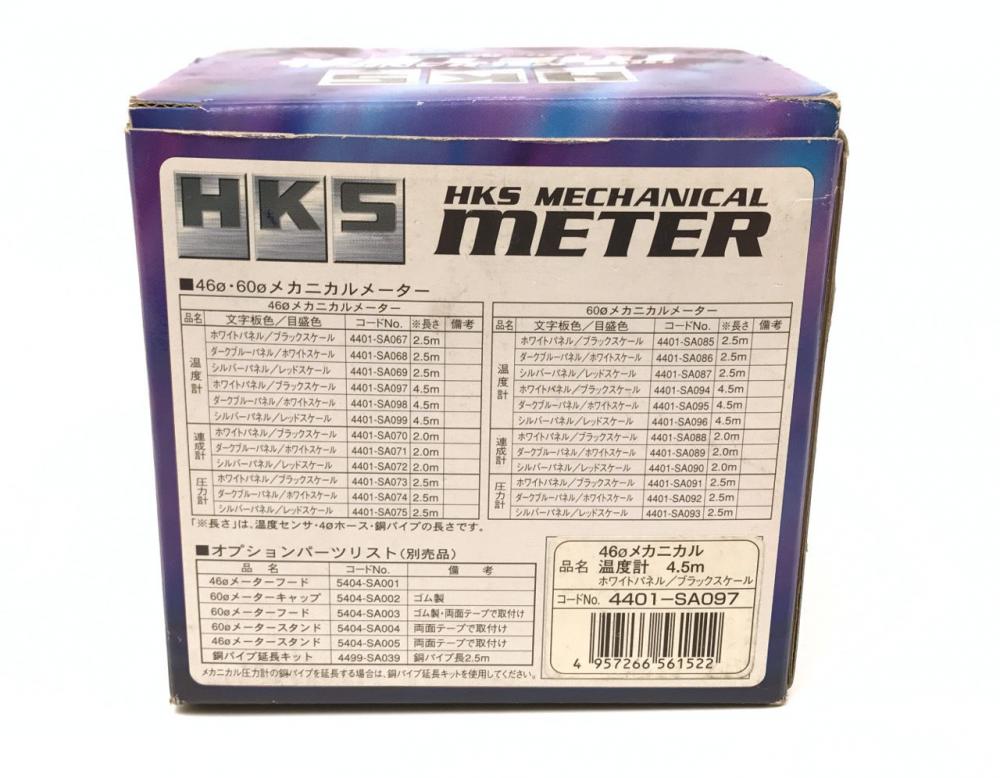 HKS
HKS
HKS MECHANICAL
METER
■46ø・60øメカニカルメーター
46øメカニカルメーター
品名 文字板色／目盛色 コードNo. ※長さ 備考
温度計
ホワイトパネル／ブラックスケール 4401-SA067 2.5m
ダークブルーパネル／ホワイトスケール 4401-SA068 2.5m
シルバーパネル／レッドスケール 4401-SA069 2.5m
ホワイトパネル／ブラックスケール 4401-SA097 4.5m
ダークブルーパネル／ホワイトスケール 4401-SA098 4.5m
シルバーパネル／レッドスケール 4401-SA099 4.5m
連成計
ホワイトパネル／ブラックスケール 4401-SA070 2.0m
ダークブルーパネル／ホワイトスケール 4401-SA071 2.0m
シルバーパネル／レッドスケール 4401-SA072 2.0m
圧力計
ホワイトパネル／ブラックスケール 4401-SA073 2.5m
ダークブルーパネル／ホワイトスケール 4401-SA074 2.5m
シルバーパネル／レッドスケール 4401-SA075 2.5m
60øメカニカルメーター
品名 文字板色／目盛色 コードNo. ※長さ 備考
温度計
ホワイトパネル／ブラックスケール 4401-SA085 2.5m
ダークブルーパネル／ホワイトスケール 4401-SA086 2.5m
シルバーパネル／レッドスケール 4401-SA087 2.5m
ホワイトパネル／ブラックスケール 4401-SA094 4.5m
ダークブルーパネル／ホワイトスケール 4401-SA095 4.5m
シルバーパネル／レッドスケール 4401-SA096 4.5m
連成計
ホワイトパネル／ブラックスケール 4401-SA088 2.0m
ダークブルーパネル／ホワイトスケール 4401-SA089 2.0m
シルバーパネル／レッドスケール 4401-SA090 2.0m
圧力計
ホワイトパネル／ブラックスケール 4401-SA091 2.5m
ダークブルーパネル／ホワイトスケール 4401-SA092 2.5m
シルバーパネル／レッドスケール 4401-SA093 2.5m
「※長さ」は、温度センサ・4øホース・銅パイプの長さです。
■オプションパーツリスト（別売品）
品名 コードNo. 備考
46øメーターフード 5404-SA001
60øメーターキャップ 5404-SA002 ゴム製
60øメーターフード 5404-SA003 ゴム製・両面テープで取付け
60øメータースタンド 5404-SA004 両面テープで取付け
46øメータースタンド 5404-SA005 両面テープで取付け
銅パイプ延長キット 4499-SA039 銅パイプ長2.5m
メカニカル圧力計の銅パイプを延長する場合は、銅パイプ延長キットを使用してください。
46øメカニカル
品名 温度計 4.5m
ホワイトパネル／ブラックスケール
コードNo. 4401-SA097
4 957266 561522